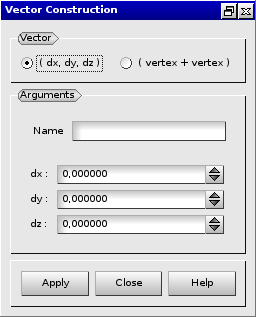 Vector Construction
Vector
( dx, dy, dz ) ( vertex + vertex )
Arguments
Name
dx : 0,000000
dy : 0,000000
dz : 0,000000
Apply Close Help